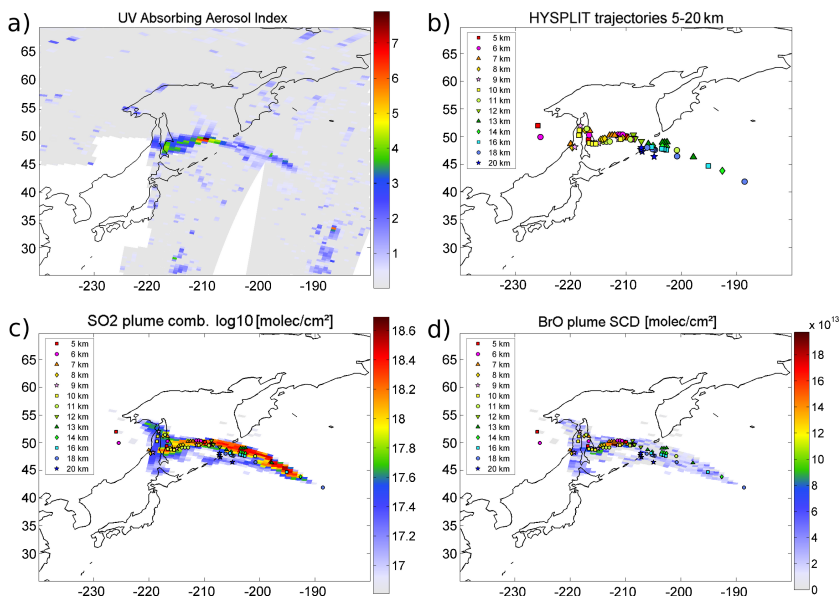 a)
UV Absorbing Aerosol Index
65
60
55
50
45
40
35
30
-230
-220
-210
-200
-190
7
6
5
4
3
2
1
b)
HYSPLIT trajectories 5-20 km
5 km
6 km
7 km
8 km
9 km
10 km
11 km
12 km
13 km
14 km
16 km
18 km
20 km
65
60
55
50
45
40
35
30
-230
-220
-210
-200
-190
c)
SO2 plume comb. log10 [molec/cm²]
5 km
6 km
7 km
8 km
9 km
10 km
11 km
12 km
13 km
14 km
16 km
18 km
20 km
65
60
55
50
45
40
35
30
-230
-220
-210
-200
-190
18.6
18.4
18.2
18
17.8
17.6
17.4
17.2
17
d)
BrO plume SCD [molec/cm²]
5 km
6 km
7 km
8 km
9 km
10 km
11 km
12 km
13 km
14 km
16 km
18 km
20 km
65
60
55
50
45
40
35
30
-230
-220
-210
-200
-190
x 10¹³
18
16
14
12
10
8
6
4
2
0